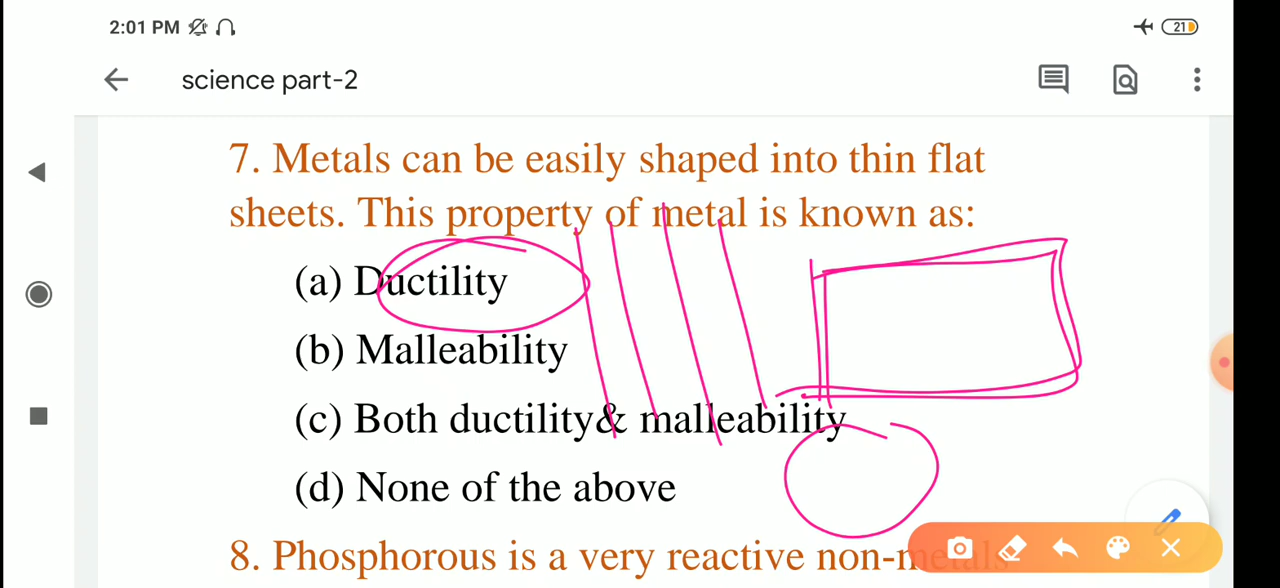 2:01 PM
21
science part-2
7. Metals can be easily shaped into thin flat
sheets. This property of metal is known as:
(a) Ductility
(b) Malleability
(c) Both ductility& malleability
(d) None of the above
8. Phosphorous is a very reactive non-metals